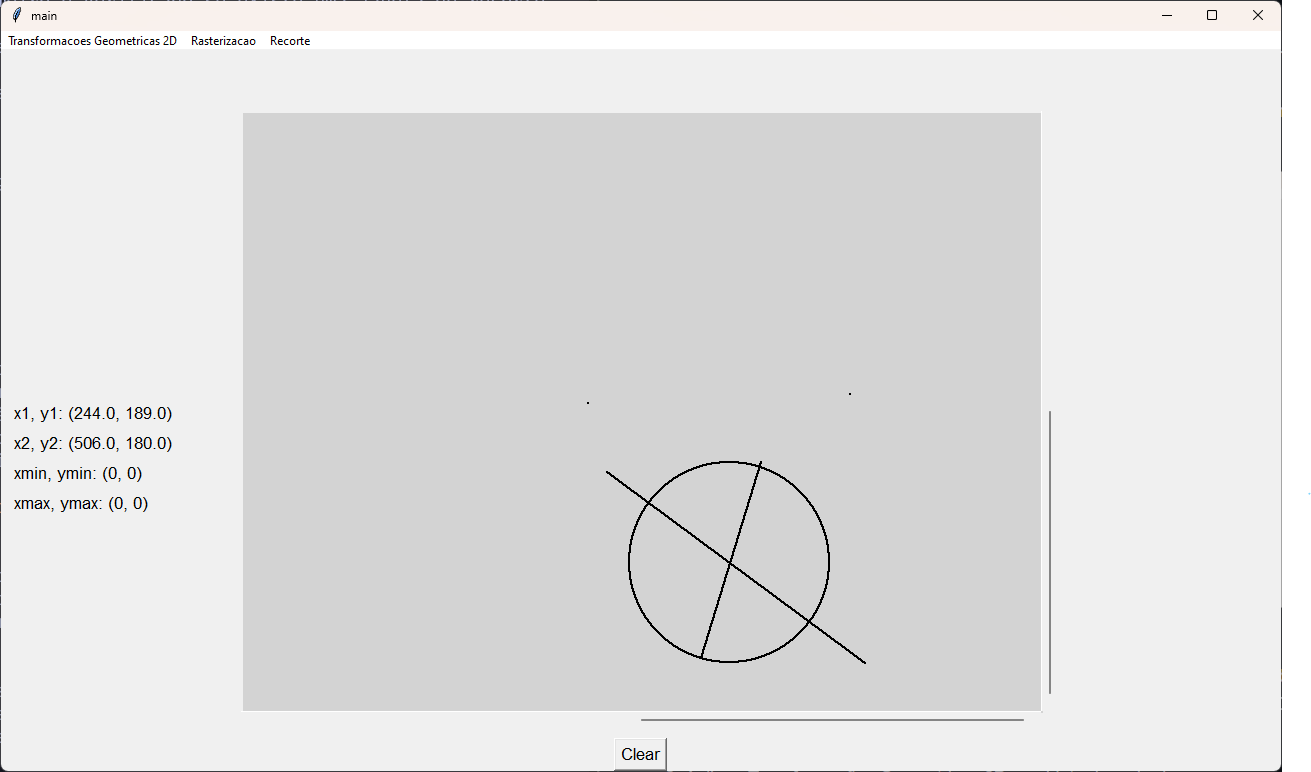 main
Transformacoes Geometricas 2D Rasterizacao Recorte
x1, y1: (244.0, 189.0)
x2, y2: (506.0, 180.0)
xmin, ymin: (0, 0)
xmax, ymax: (0, 0)
Clear